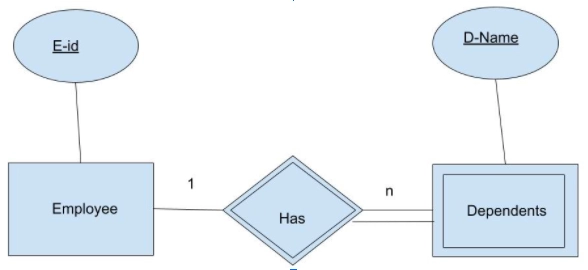 E-id
D-Name
1
n
Employee
Has
Dependents